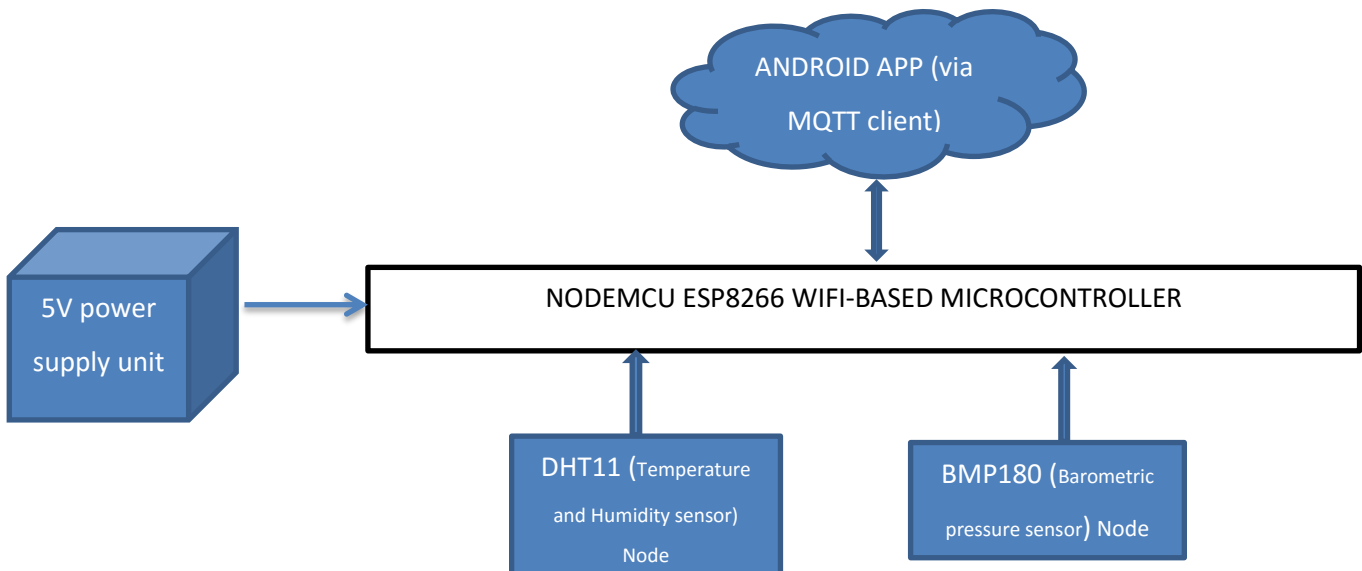 ANDROID APP (via
MQTT client)
5V power
supply unit
NODEMCU ESP8266 WIFI-BASED MICROCONTROLLER
DHT11 (Temperature
and Humidity sensor)
Node
BMP180 (Barometric
pressure sensor) Node